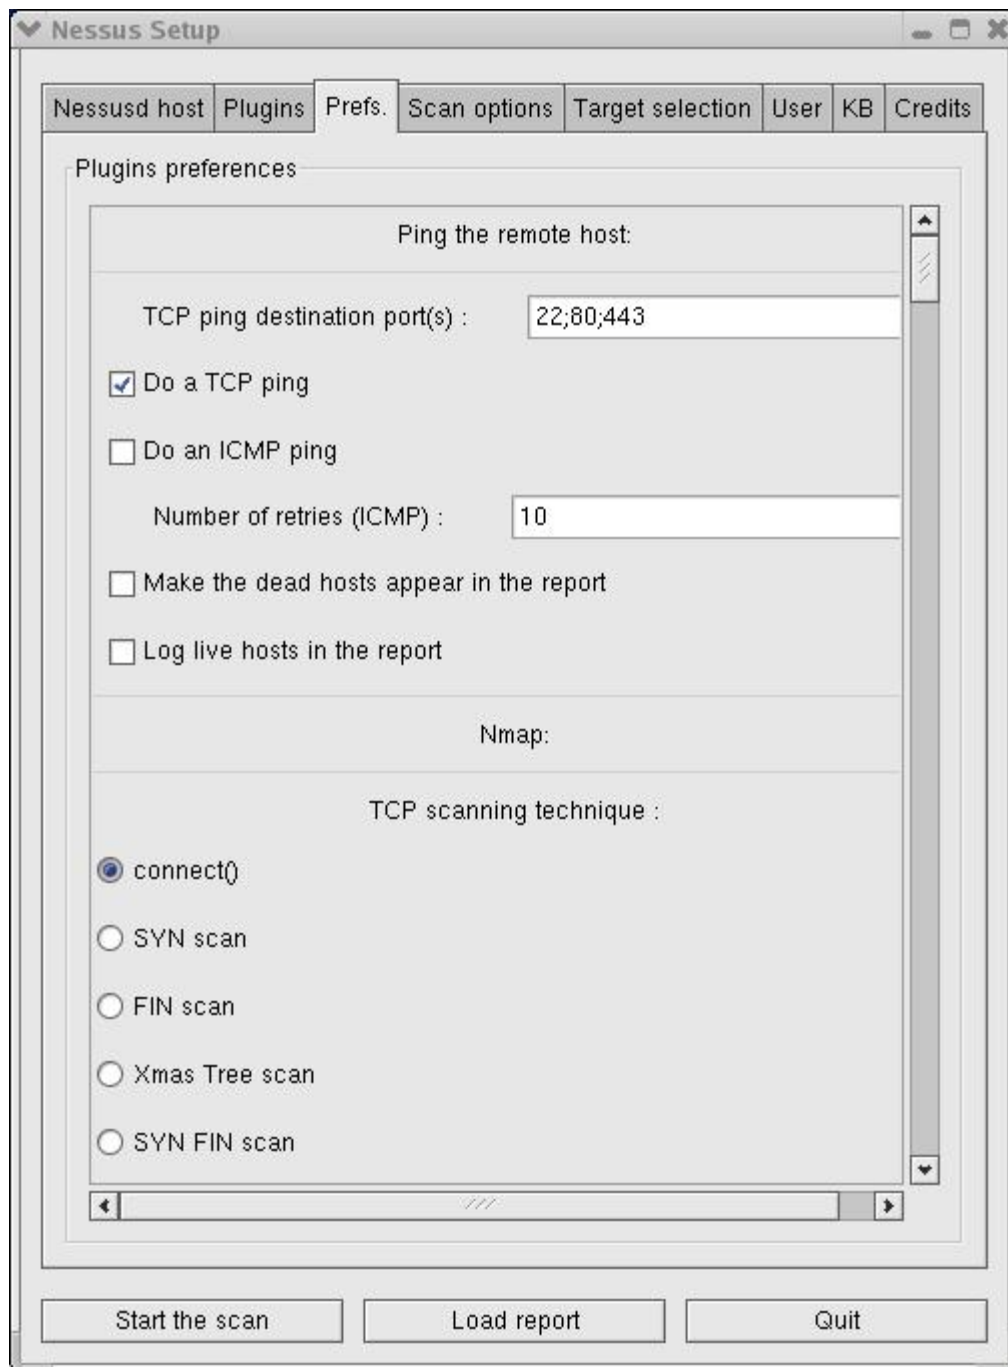 Nessus Setup
Nessusd host Plugins Prefs. Scan options Target selection User KB Credits
Plugins preferences
Ping the remote host:
TCP ping destination port(s) : 22;80;443
Do a TCP ping
Do an ICMP ping
Number of retries (ICMP) : 10
Make the dead hosts appear in the report
Log live hosts in the report
Nmap:
TCP scanning technique :
connect()
SYN scan
FIN scan
Xmas Tree scan
SYN FIN scan
Start the scan Load report Quit